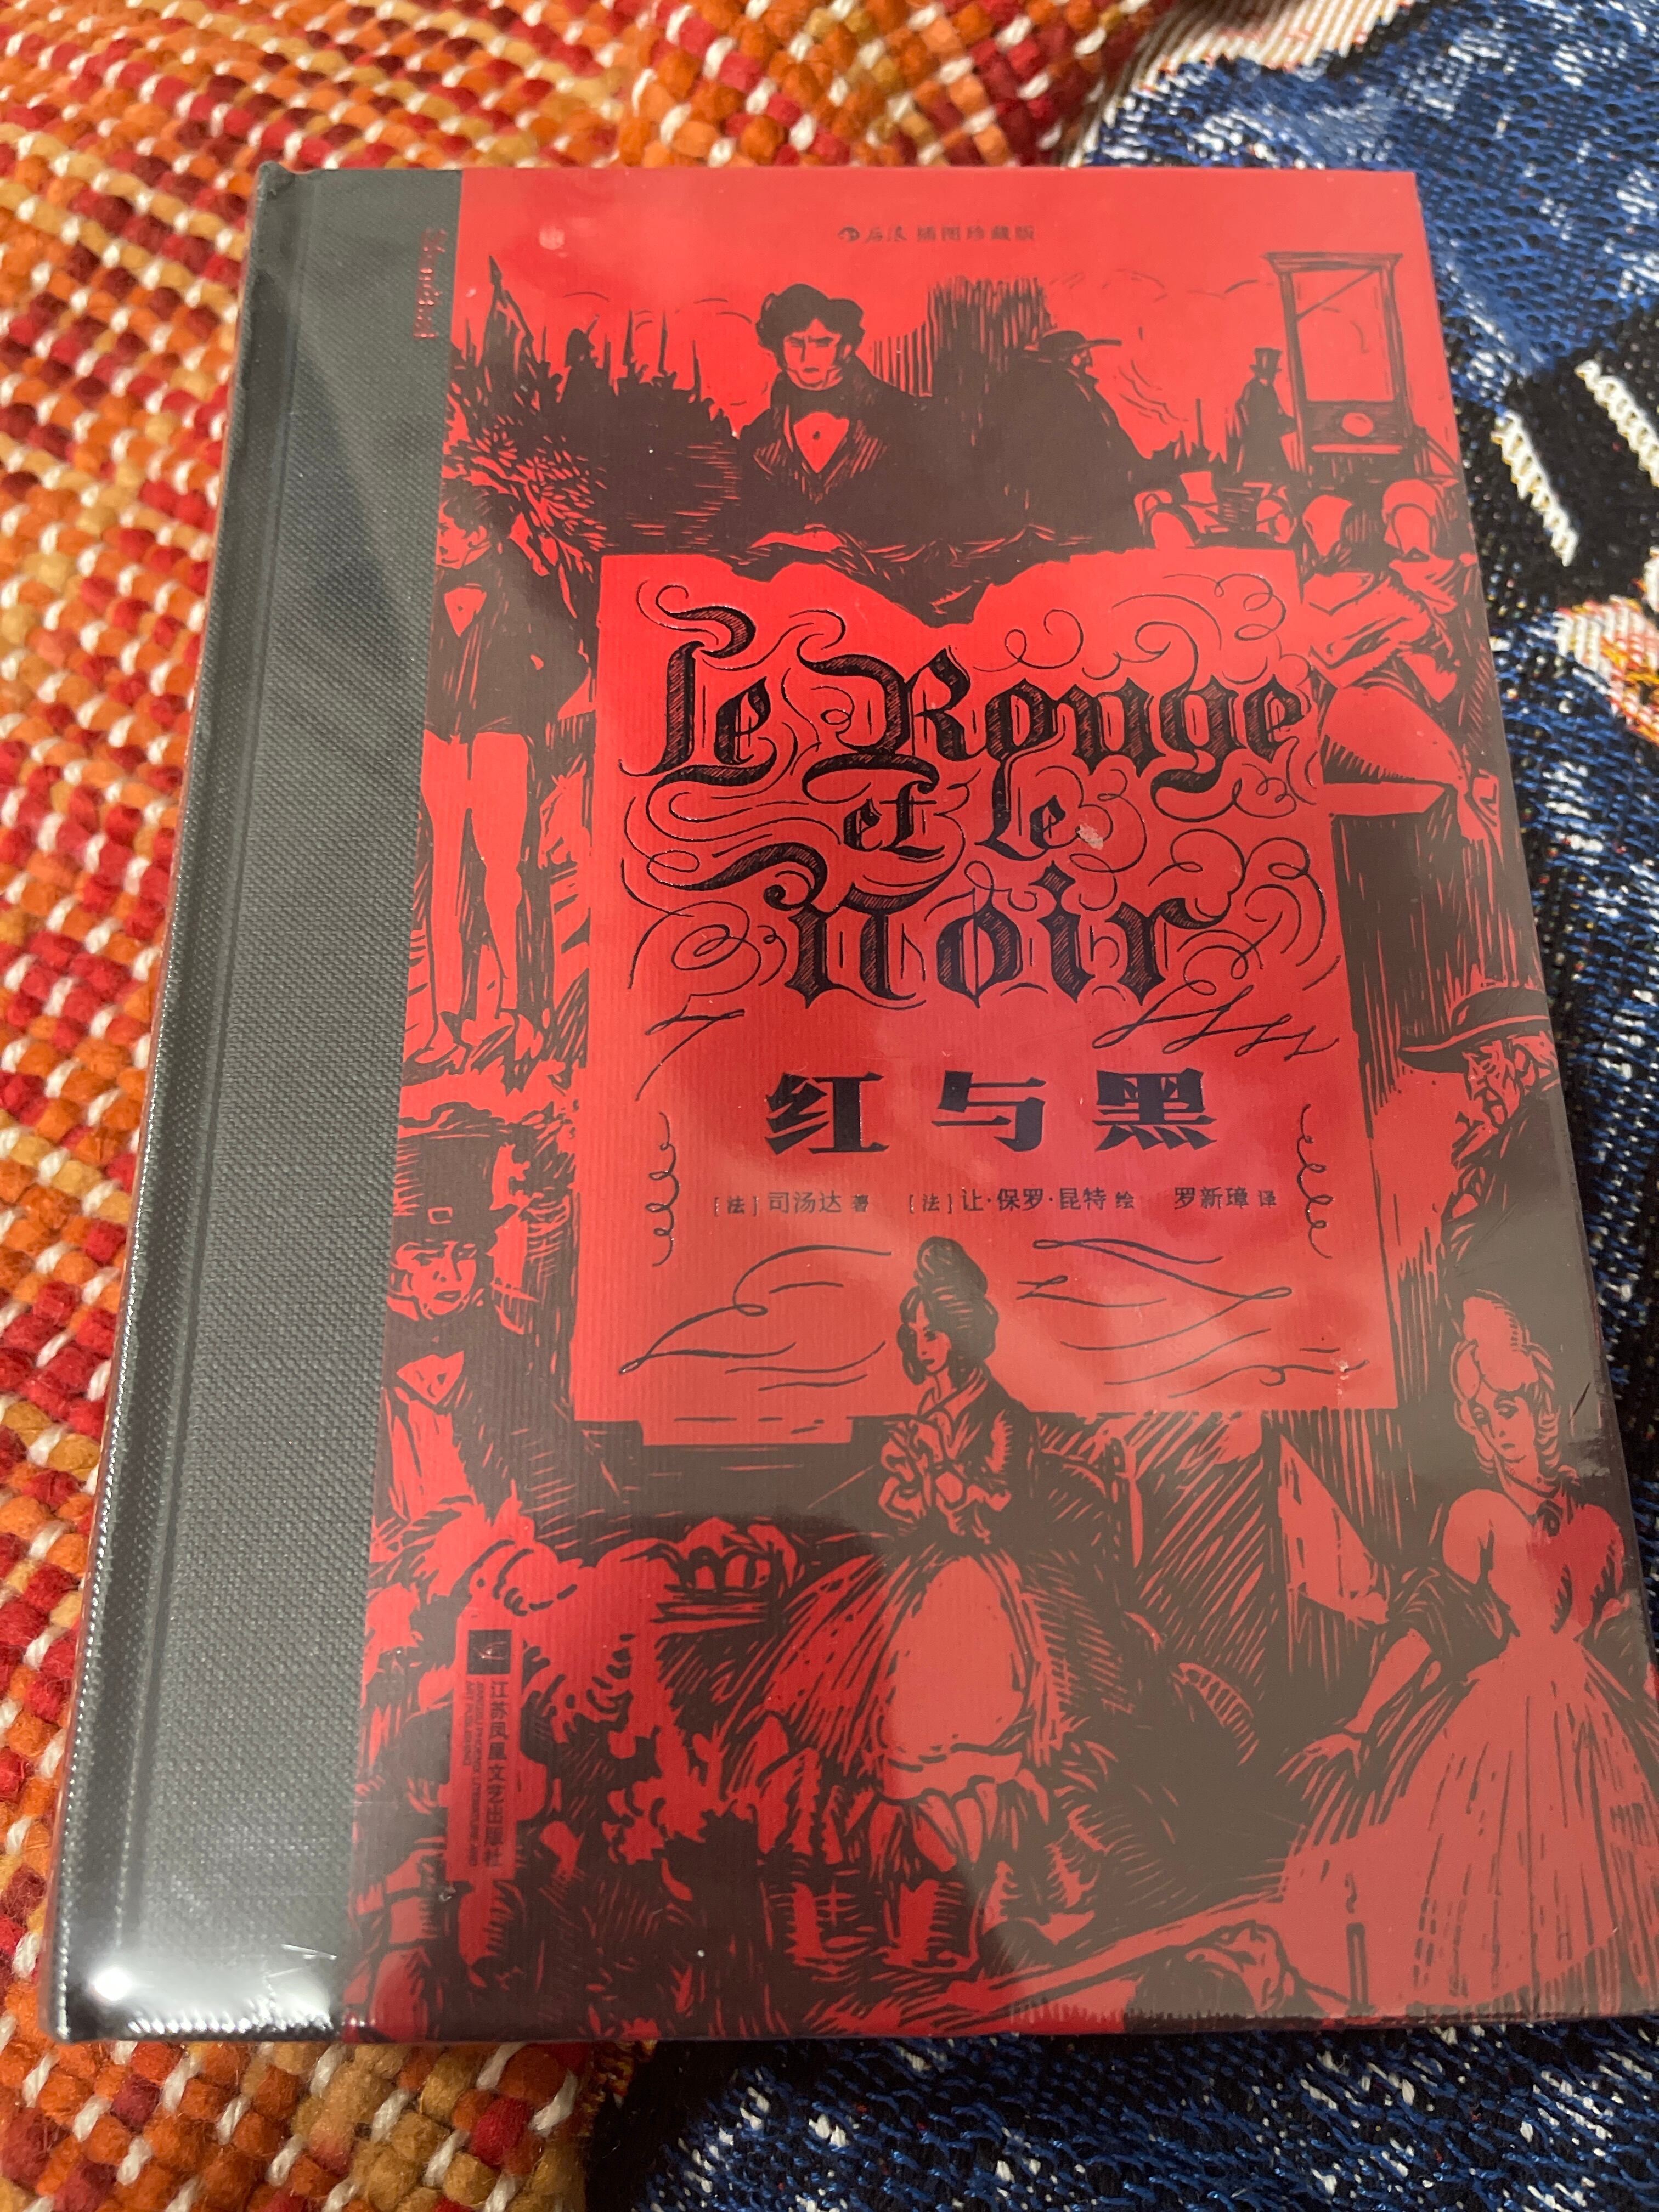 后浪 插图珍藏版
Le Rouge
et Le
Noir
红与黑
[法]司汤达 著 [法]让·保罗·昆特 绘 罗新璋 译
江苏凤凰文艺出版社